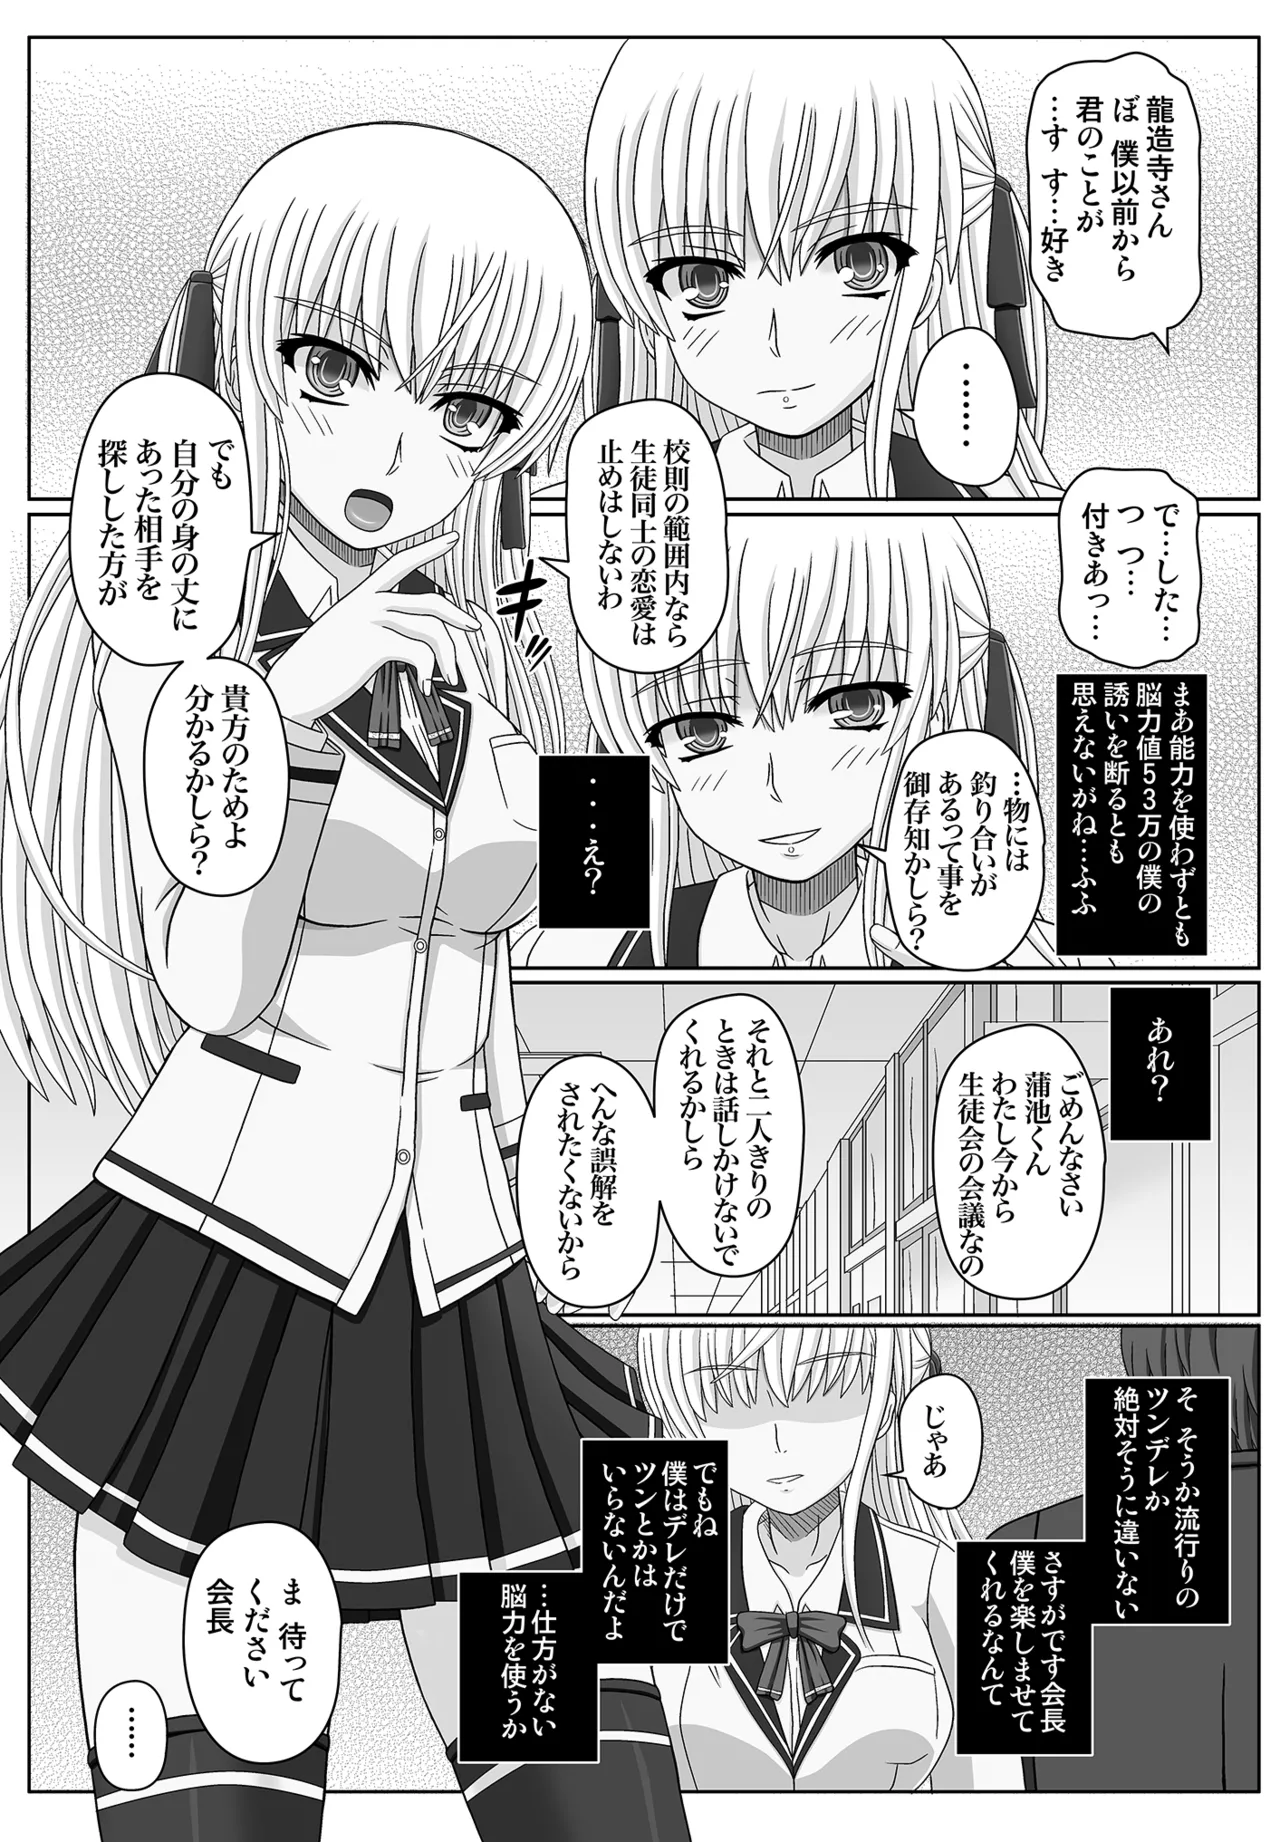 龍造寺さん
ぼ 僕以前から
君のことが
…す す…好き
……
で…した…
つ つ…
付きあっ…
まあ能力を使わずとも
脳力値53万の僕の
誘いを断るとも
思えないがね…ふふ
…物には
釣り合いが
あるって事を
御存知かしら?
・・・・え?
校則の範囲内なら
生徒同士の恋愛は
止めはしないわ
でも
自分の身の丈に
あった相手を
探しした方が
貴方のためよ
分かるかしら?
あれ?
ごめんなさい
蒲池くん
わたし今から
生徒会の会議なの
それと二人きりの
ときは話しかけないで
くれるかしら
へんな誤解を
されたくないから
じゃあ
そ そうか流行りの
ツンデレか
絶対そうに違いない
さすがです会長
僕を楽しませて
くれるなんて
でもね
僕はデレだけで
ツンとかは
いらないんだよ
…仕方がない
脳力を使うか
ま 待って
ください
会長
……